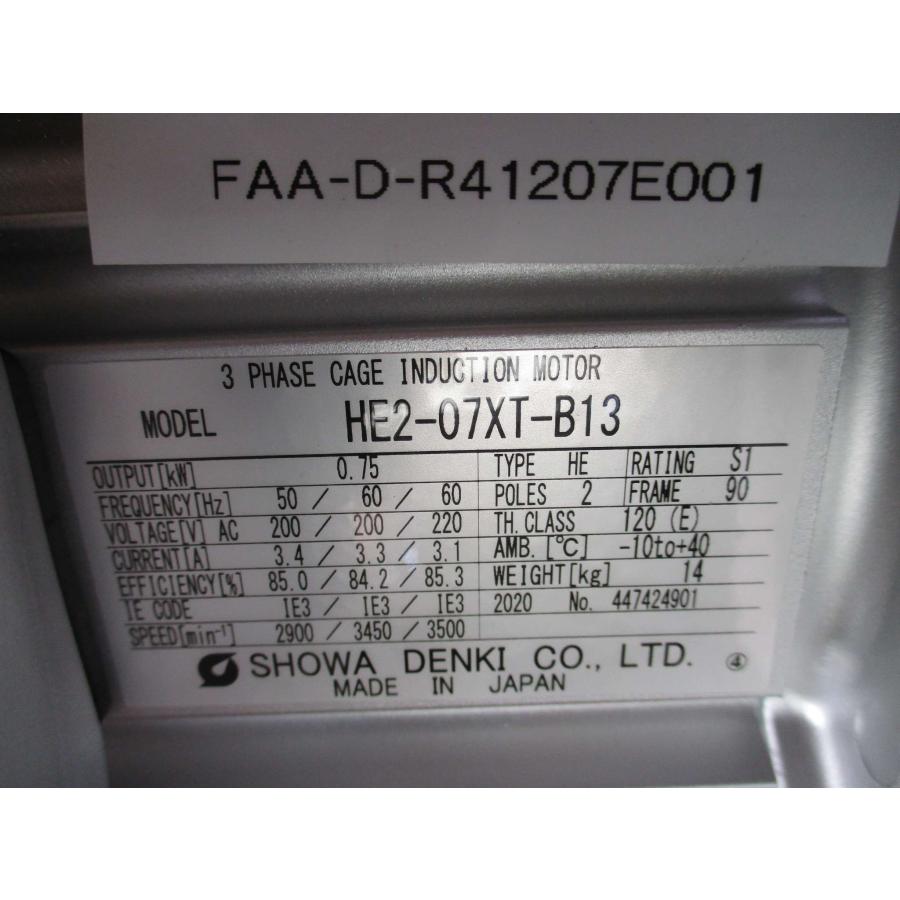 FAA-D-R41207E001
3 PHASE CAGE INDUCTION MOTOR
MODEL HE2-07XT-B13
OUTPUT[kW] 0.75 TYPE HE RATING S1
FREQUENCY[Hz] 50 / 60 / 60 POLES 2 FRAME 90
VOLTAGE[V] AC 200 / 200 / 220 TH.CLASS 120 (E)
CURRENT[A] 3.4 / 3.3 / 3.1 AMB.[℃] -10to+40
EFFICIENCY[%] 85.0 / 84.2 / 85.3 WEIGHT[kg] 14
IE CODE IE3 / IE3 / IE3 2020 No. 447424901
SPEED[min⁻¹] 2900 / 3450 / 3500
SHOWA DENKI CO., LTD. ④
MADE IN JAPAN